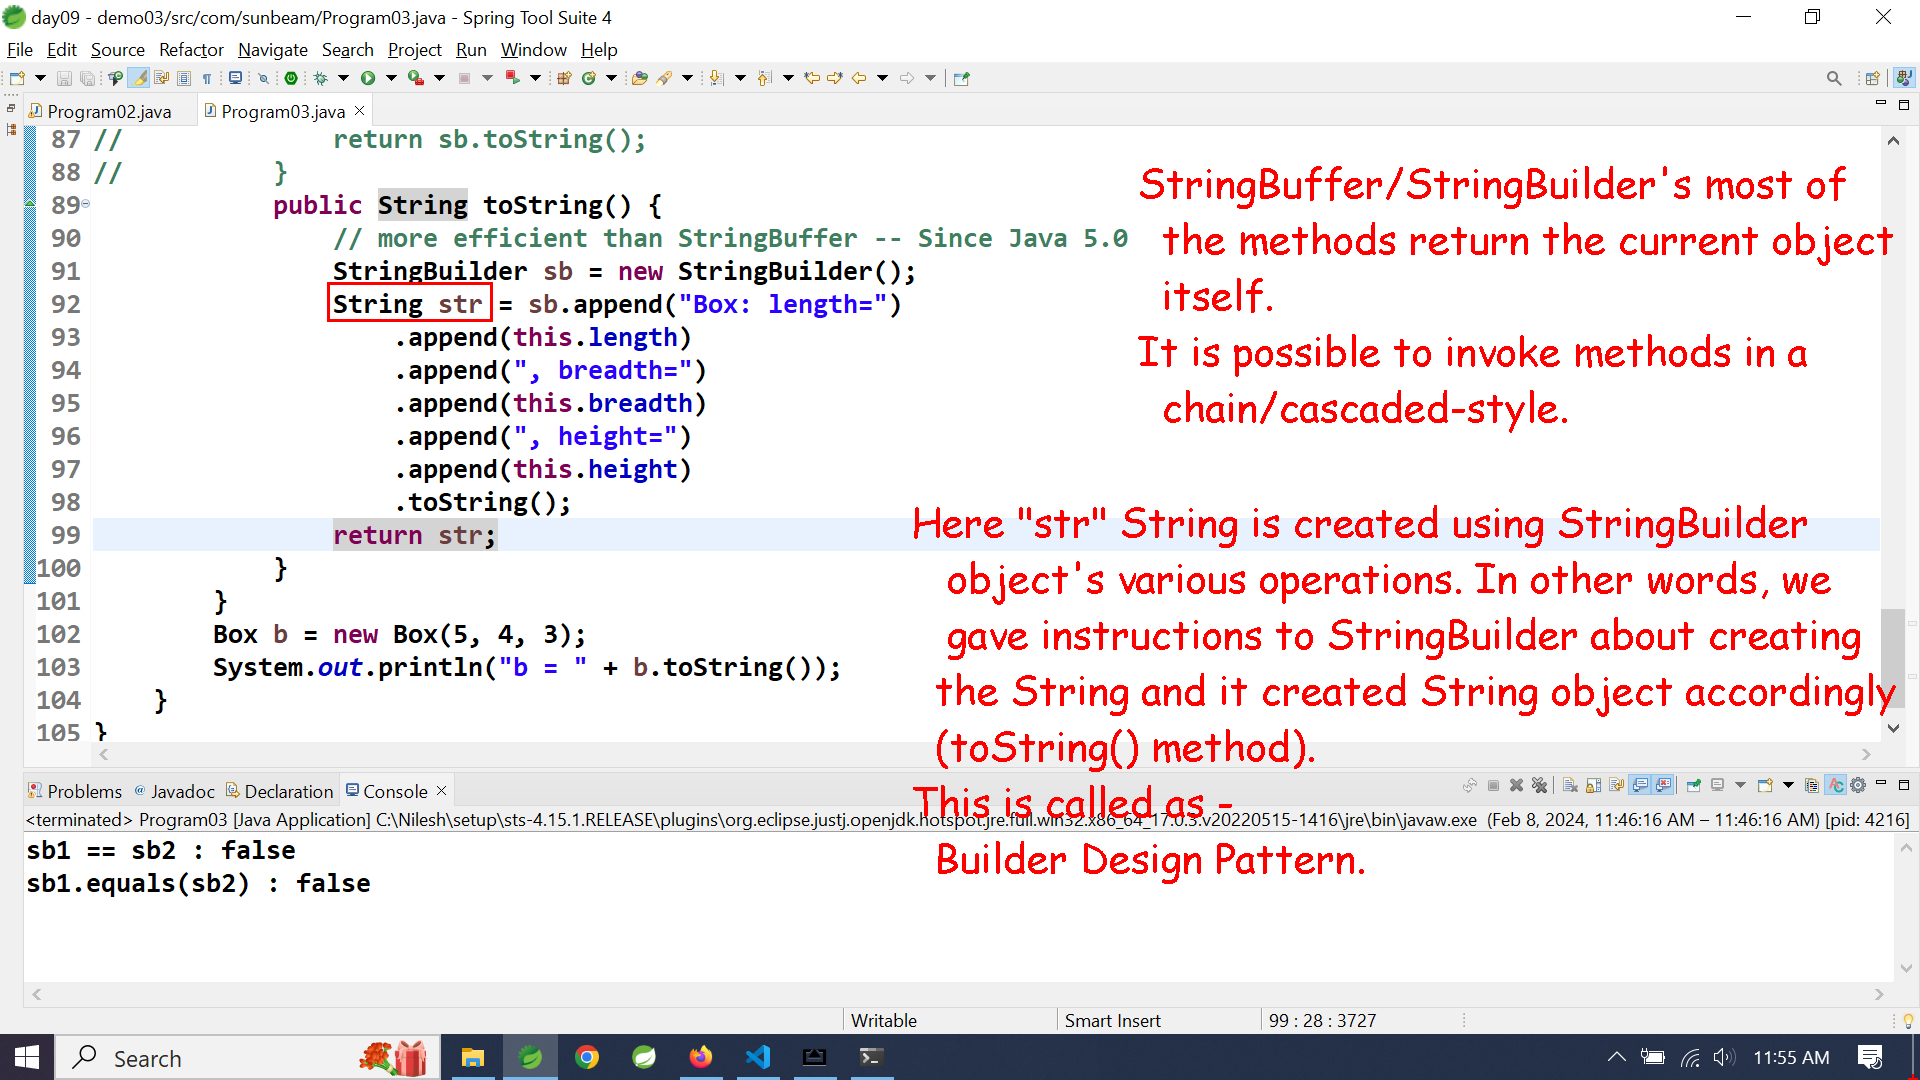 day09 - demo03/src/com/sunbeam/Program03.java - Spring Tool Suite 4
File Edit Source Refactor Navigate Search Project Run Window Help
Program02.java
Program03.java
87 // return sb.toString();
88 // }
89 public String toString() {
90 // more efficient than StringBuffer -- Since Java 5.0
91 StringBuilder sb = new StringBuilder();
92 String str = sb.append("Box: length=")
93 .append(this.length)
94 .append(", breadth=")
95 .append(this.breadth)
96 .append(", height=")
97 .append(this.height)
98 .toString();
99 return str;
100 }
101 }
102 Box b = new Box(5, 4, 3);
103 System.out.println("b = " + b.toString());
104 }
105 }
StringBuffer/StringBuilder's most of
the methods return the current object
itself.
It is possible to invoke methods in a
chain/cascaded-style.
Here "str" String is created using StringBuilder
object's various operations. In other words, we
gave instructions to StringBuilder about creating
the String and it created String object accordingly
(toString() method).
This is called as -
Builder Design Pattern.
Problems @ Javadoc Declaration Console
<terminated> Program03 [Java Application] C:\Nilesh\setup\sts-4.15.1.RELEASE\plugins\org.eclipse.justj.openjdk.hotspot.jre.full.win32.x86_64_17.0.3.v20220515-1416\jre\bin\javaw.exe (Feb 8, 2024, 11:46:16 AM – 11:46:16 AM) [pid: 4216]
sb1 == sb2 : false
sb1.equals(sb2) : false
Writable Smart Insert 99 : 28 : 3727
Search
11:55 AM